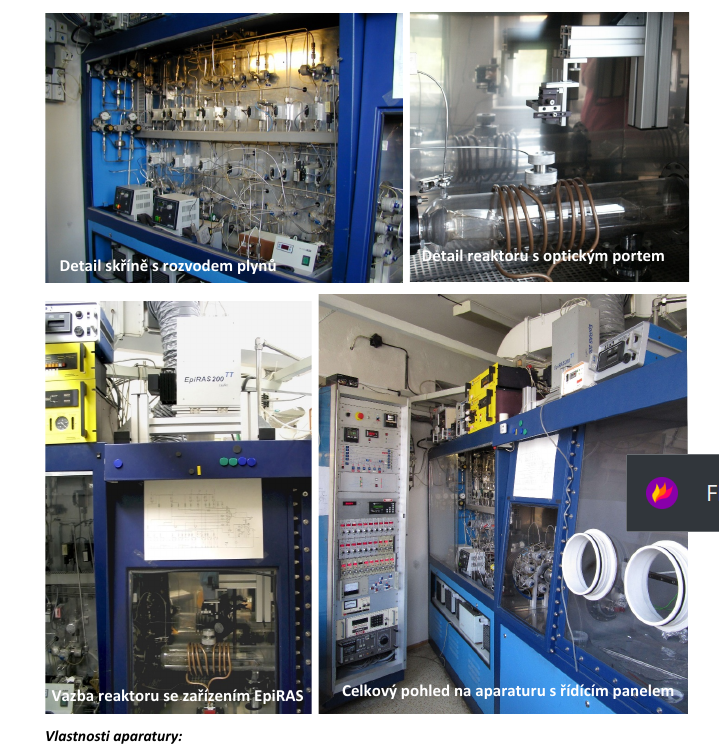 Detail skříně s rozvodem plynů
Detail reaktoru s optickým portem
EpiRAS 200 TT
Vazba reaktoru se zařízením EpiRAS
Celkový pohled na aparaturu s řídícím panelem
F
Vlastnosti aparatury: